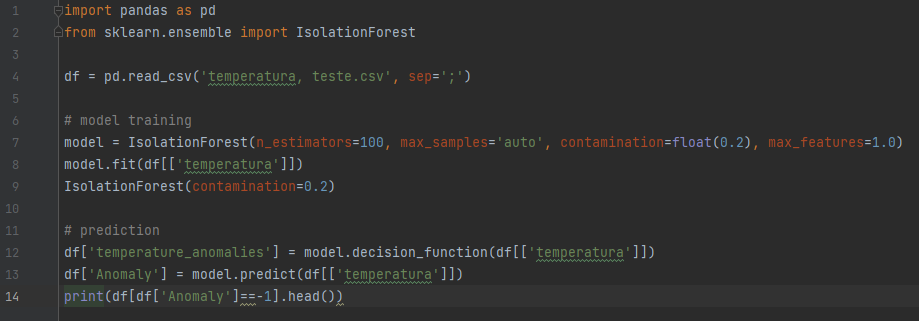 1 import pandas as pd
2 from sklearn.ensemble import IsolationForest
3
4 df = pd.read_csv('temperatura, teste.csv', sep=';')
5
6 # model training
7 model = IsolationForest(n_estimators=100, max_samples='auto', contamination=float(0.2), max_features=1.0)
8 model.fit(df[['temperatura']])
9 IsolationForest(contamination=0.2)
10
11 # prediction
12 df['temperature_anomalies'] = model.decision_function(df[['temperatura']])
13 df['Anomaly'] = model.predict(df[['temperatura']])
14 print(df[df['Anomaly']==-1].head())